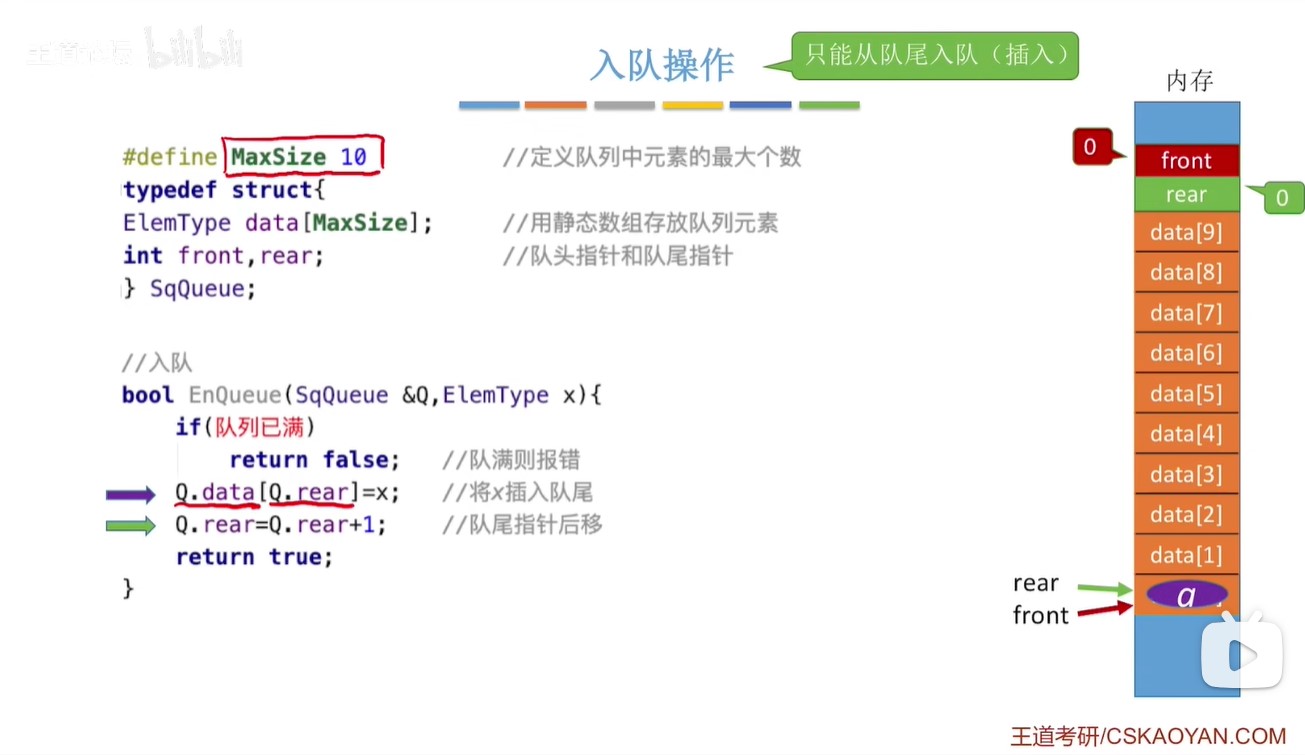 入队操作
只能从队尾入队（插入）
#define MaxSize 10 //定义队列中元素的最大个数
typedef struct{
ElemType data[MaxSize]; //用静态数组存放队列元素
int front,rear; //队头指针和队尾指针
} SqQueue;
//入队
bool EnQueue(SqQueue &Q,ElemType x){
if(队列已满)
return false; //队满则报错
Q.data[Q.rear]=x; //将x插入队尾
Q.rear=Q.rear+1; //队尾指针后移
return true;
}
内存
0
front
rear
0
data[9]
data[8]
data[7]
data[6]
data[5]
data[4]
data[3]
data[2]
data[1]
a
rear
front
bilibili
王道考研/CSKAOYAN.COM